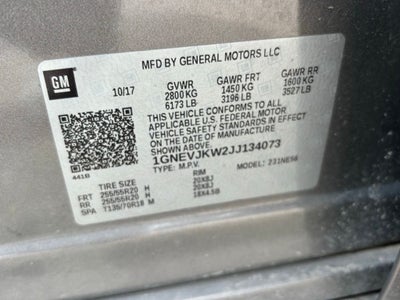 GM
MFD BY GENERAL MOTORS LLC
10/17 GVWR GAWR FRT GAWR RR
2800 KG 1450 KG 1600 KG
6173 LB 3196 LB 3527 LB
THIS VEHICLE CONFORMS TO ALL
APPLICABLE U.S. FEDERAL MOTOR
VEHICLE SAFETY STANDARDS IN EFFECT ON
THE DATE OF MANUFACTURE SHOWN ABOVE.
1GNEVJKW2JJ134073
TYPE: M.P.V. MODEL: 231NE56
441B
TIRE SIZE RIM
FRT 255/55R20 H 20X8J
RR 255/55R20 H 20X8J
SPA T135/70R18 M 18X4.5B